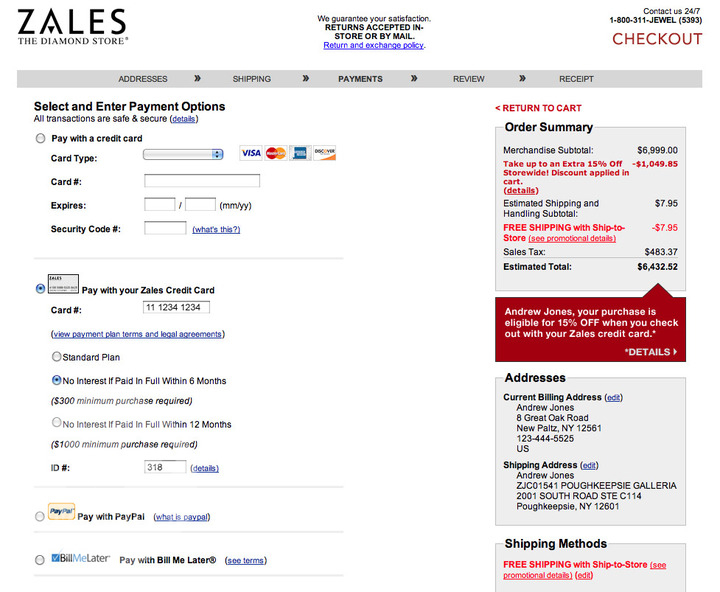 ZALES
THE DIAMOND STORE®
We guarantee your satisfaction.
RETURNS ACCEPTED IN-
STORE OR BY MAIL.
Return and exchange policy.
Contact us 24/7
1-800-311-JEWEL (5393)
CHECKOUT
ADDRESSES » SHIPPING » PAYMENTS » REVIEW » RECEIPT
Select and Enter Payment Options
All transactions are safe & secure (details)
Pay with a credit card
Card Type:
VISA MasterCard DISCOVER
Card #:
Expires: / (mm/yy)
Security Code #: (what's this?)
ZALES
Pay with your Zales Credit Card
Card #: 11 1234 1234
(view payment plan terms and legal agreements)
Standard Plan
No Interest If Paid In Full Within 6 Months
($300 minimum purchase required)
No Interest If Paid In Full Within 12 Months
($1000 minimum purchase required)
ID #: 318 (details)
PayPal Pay with PayPal (what is paypal)
BillMeLater Pay with Bill Me Later® (see terms)
< RETURN TO CART
Order Summary
Merchandise Subtotal: $6,999.00
Take up to an Extra 15% Off -$1,049.85
Storewide! Discount applied in
cart.
(details)
Estimated Shipping and $7.95
Handling Subtotal:
FREE SHIPPING with Ship-to- -$7.95
Store (see promotional details)
Sales Tax: $483.37
Estimated Total: $6,432.52
Andrew Jones, your purchase is
eligible for 15% OFF when you check
out with your Zales credit card.*
*DETAILS
Addresses
Current Billing Address (edit)
Andrew Jones
8 Great Oak Road
New Paltz, NY 12561
123-444-5525
US
Shipping Address (edit)
Andrew Jones
ZJC01541 POUGHKEEPSIE GALLERIA
2001 SOUTH ROAD STE C114
Poughkeepsie, NY 12601
Shipping Methods
FREE SHIPPING with Ship-to-Store (see
promotional details) (edit)